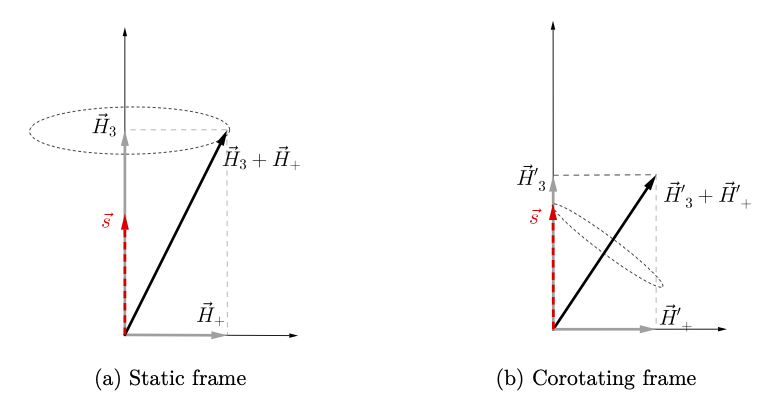 $\vec{H}_3$
$\vec{H}_3 + \vec{H}_+$
$\vec{s}$
$\vec{H}_+$
(a) Static frame
$\vec{H}'_3$
$\vec{H}'_3 + \vec{H}'_+$
$\vec{s}$
$\vec{H}'_+$
(b) Corotating frame